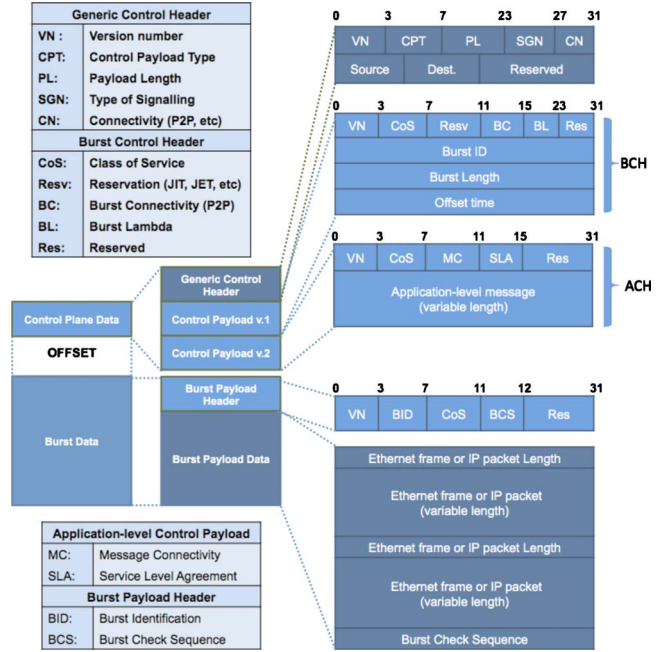 Generic Control Header
VN : Version number
CPT: Control Payload Type
PL: Payload Length
SGN: Type of Signalling
CN: Connectivity (P2P, etc)
Burst Control Header
CoS: Class of Service
Resv: Reservation (JIT, JET, etc)
BC: Burst Connectivity (P2P)
BL: Burst Lambda
Res: Reserved
0 3 7 23 27 31
VN CPT PL SGN CN
Source Dest. Reserved
0 3 7 11 15 23 31
VN CoS Resv BC BL Res
Burst ID
Burst Length
Offset time
BCH
0 3 7 11 15 31
VN CoS MC SLA Res
Application-level message
(variable length)
ACH
Generic Control
Header
Control Payload v.1
Control Payload v.2
Control Plane Data
OFFSET
Burst Data
Burst Payload
Header
Burst Payload Data
0 3 7 11 12 31
VN BID CoS BCS Res
Ethernet frame or IP packet Length
Ethernet frame or IP packet
(variable length)
Ethernet frame or IP packet Length
Ethernet frame or IP packet
(variable length)
Burst Check Sequence
Application-level Control Payload
MC: Message Connectivity
SLA: Service Level Agreement
Burst Payload Header
BID: Burst Identification
BCS: Burst Check Sequence